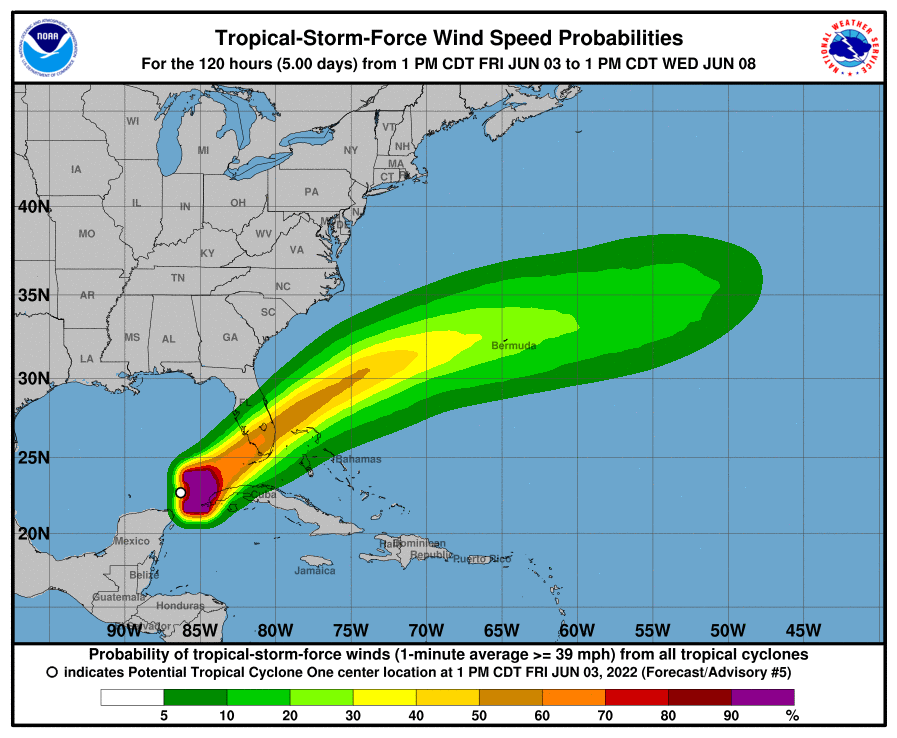 NOAA
Tropical-Storm-Force Wind Speed Probabilities
For the 120 hours (5.00 days) from 1 PM CDT FRI JUN 03 to 1 PM CDT WED JUN 08
NATIONAL WEATHER SERVICE
WI
MI
VT
NH
NY
MA
CT
IA
PA
40N
IL
IN
OH
MO
WV
VA
KY
TN
NC
35N
AR
SC
MS
AL
GA
Bermuda
LA
30N
FL
25N
Bahamas
Cuba
20N
Mexico
Dominican
Republic
Puerto Rico
Jamaica
Belize
Guatemala
Honduras
90W
85W
80W
75W
70W
65W
60W
55W
50W
45W
Probability of tropical-storm-force winds (1-minute average >= 39 mph) from all tropical cyclones
indicates Potential Tropical Cyclone One center location at 1 PM CDT FRI JUN 03, 2022 (Forecast/Advisory #5)
5 10 20 30 40 50 60 70 80 90 %